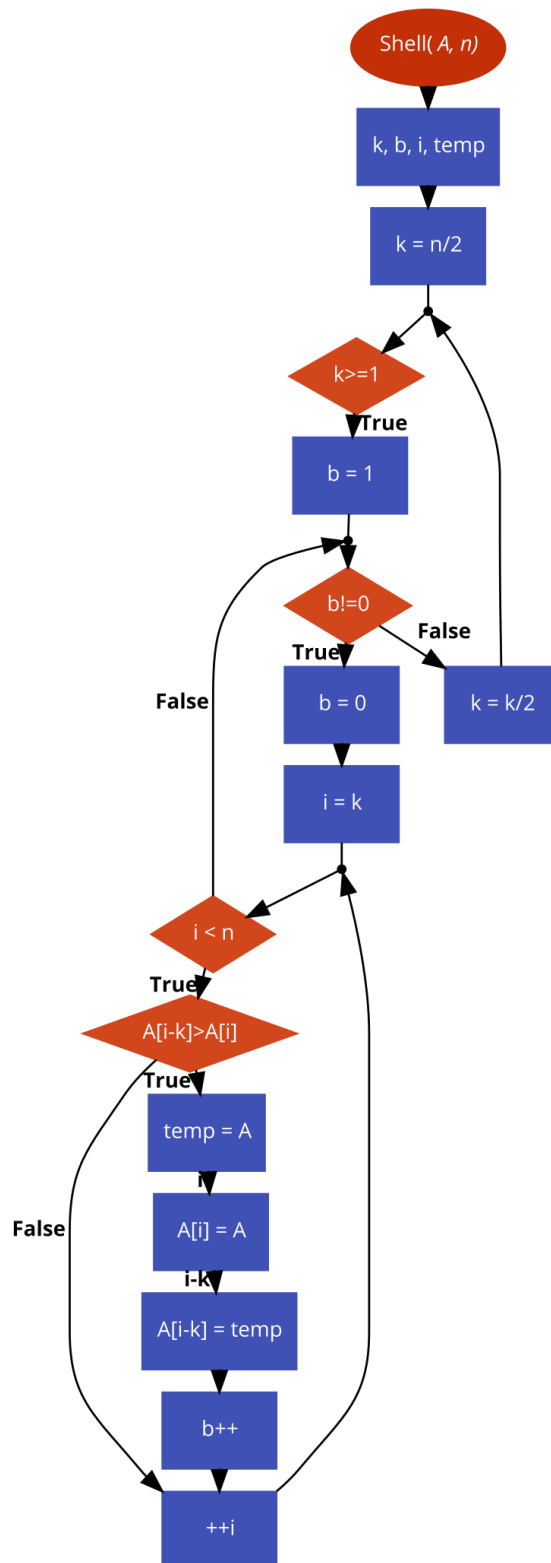 Shell( A, n)
k, b, i, temp
k = n/2
k>=1
True
b = 1
b!=0
False
True
b = 0
k = k/2
False
i = k
i < n
True
A[i-k]>A[i]
True
temp = A
i
False
A[i] = A
i-k
A[i-k] = temp
b++
++i